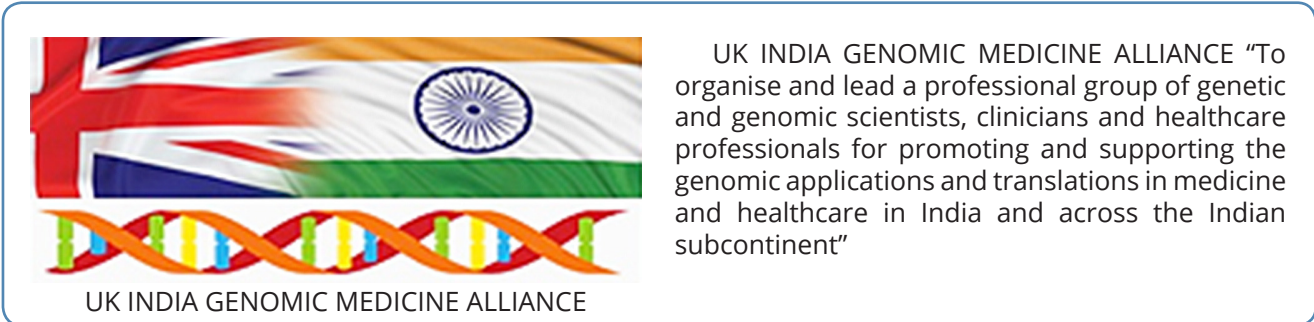 UK INDIA GENOMIC MEDICINE ALLIANCE “To
organise and lead a professional group of genetic
and genomic scientists, clinicians and healthcare
professionals for promoting and supporting the
genomic applications and translations in medicine
and healthcare in India and across the Indian
subcontinent”
UK INDIA GENOMIC MEDICINE ALLIANCE